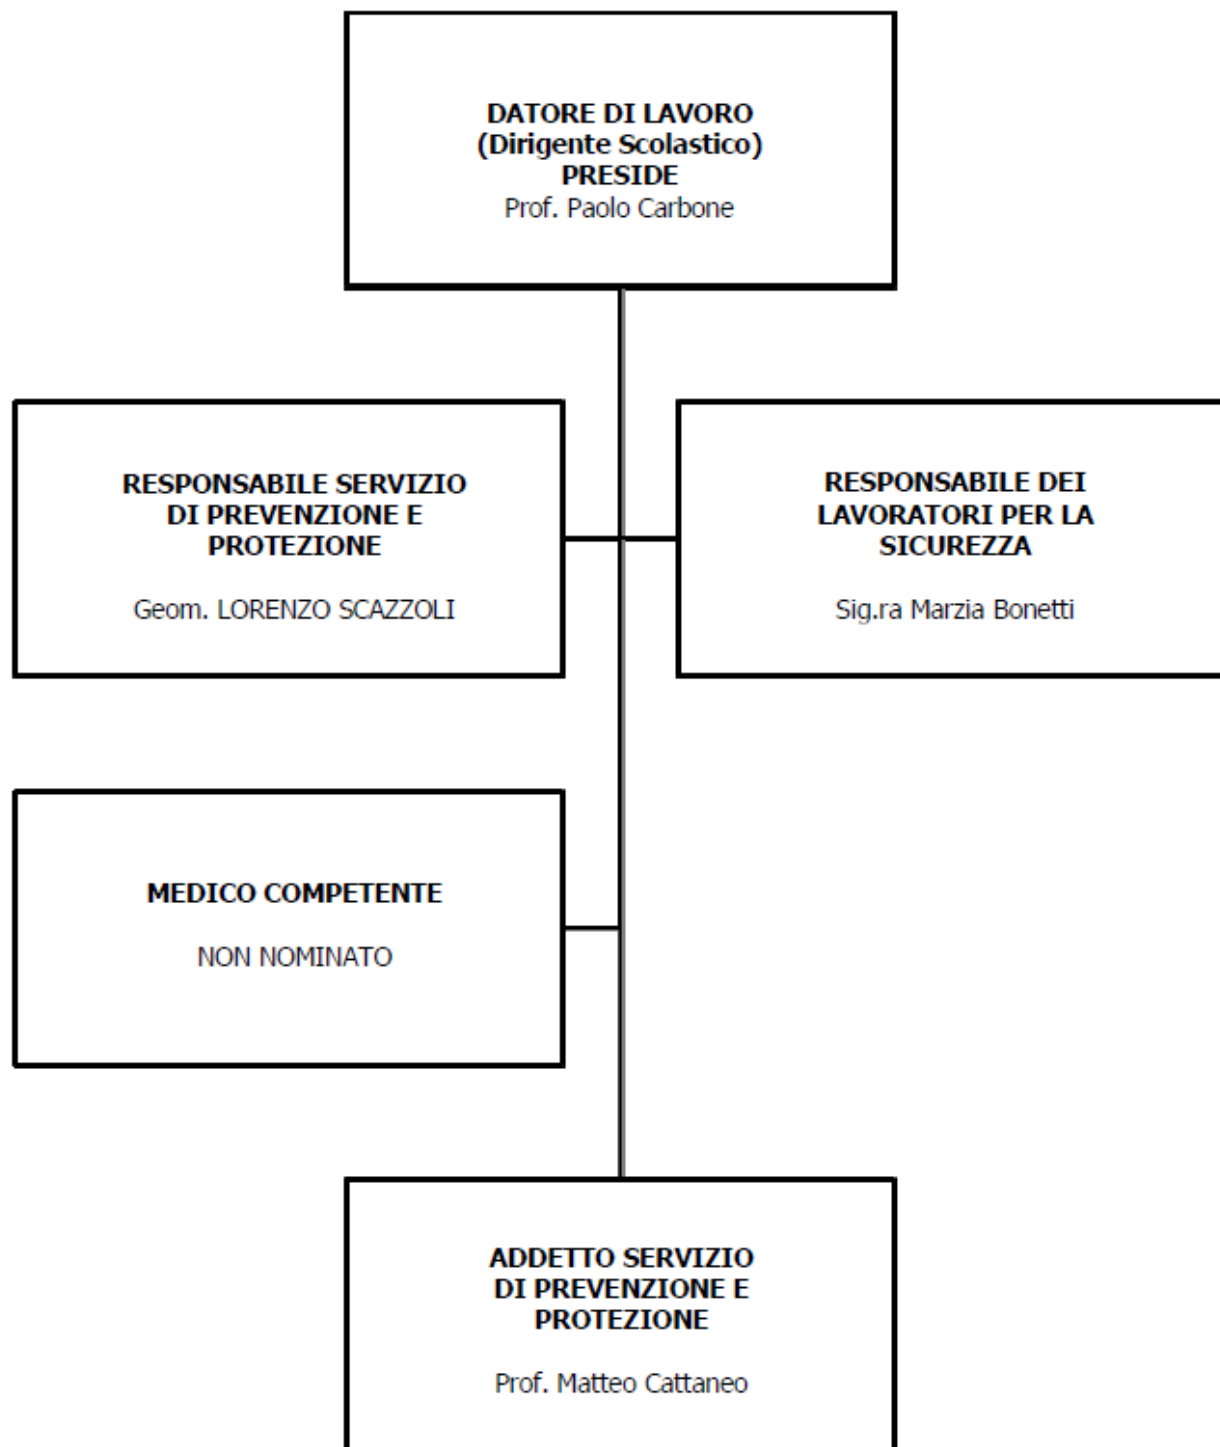 DATORE DI LAVORO
(Dirigente Scolastico)
PRESIDE
Prof. Paolo Carbone
RESPONSABILE SERVIZIO
DI PREVENZIONE E
PROTEZIONE
Geom. LORENZO SCAZZOLI
RESPONSABILE DEI
LAVORATORI PER LA
SICUREZZA
Sig.ra Marzia Bonetti
MEDICO COMPETENTE
NON NOMINATO
ADDETTO SERVIZIO
DI PREVENZIONE E
PROTEZIONE
Prof. Matteo Cattaneo